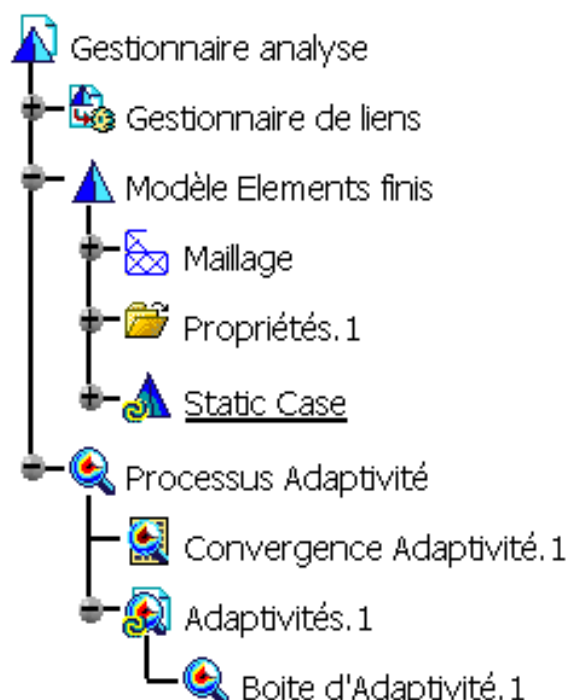 Gestionnaire analyse
Gestionnaire de liens
Modèle Elements finis
Maillage
Propriétés.1
Static Case
Processus Adaptivité
Convergence Adaptivité.1
Adaptivités.1
Boite d'Adaptivité.1